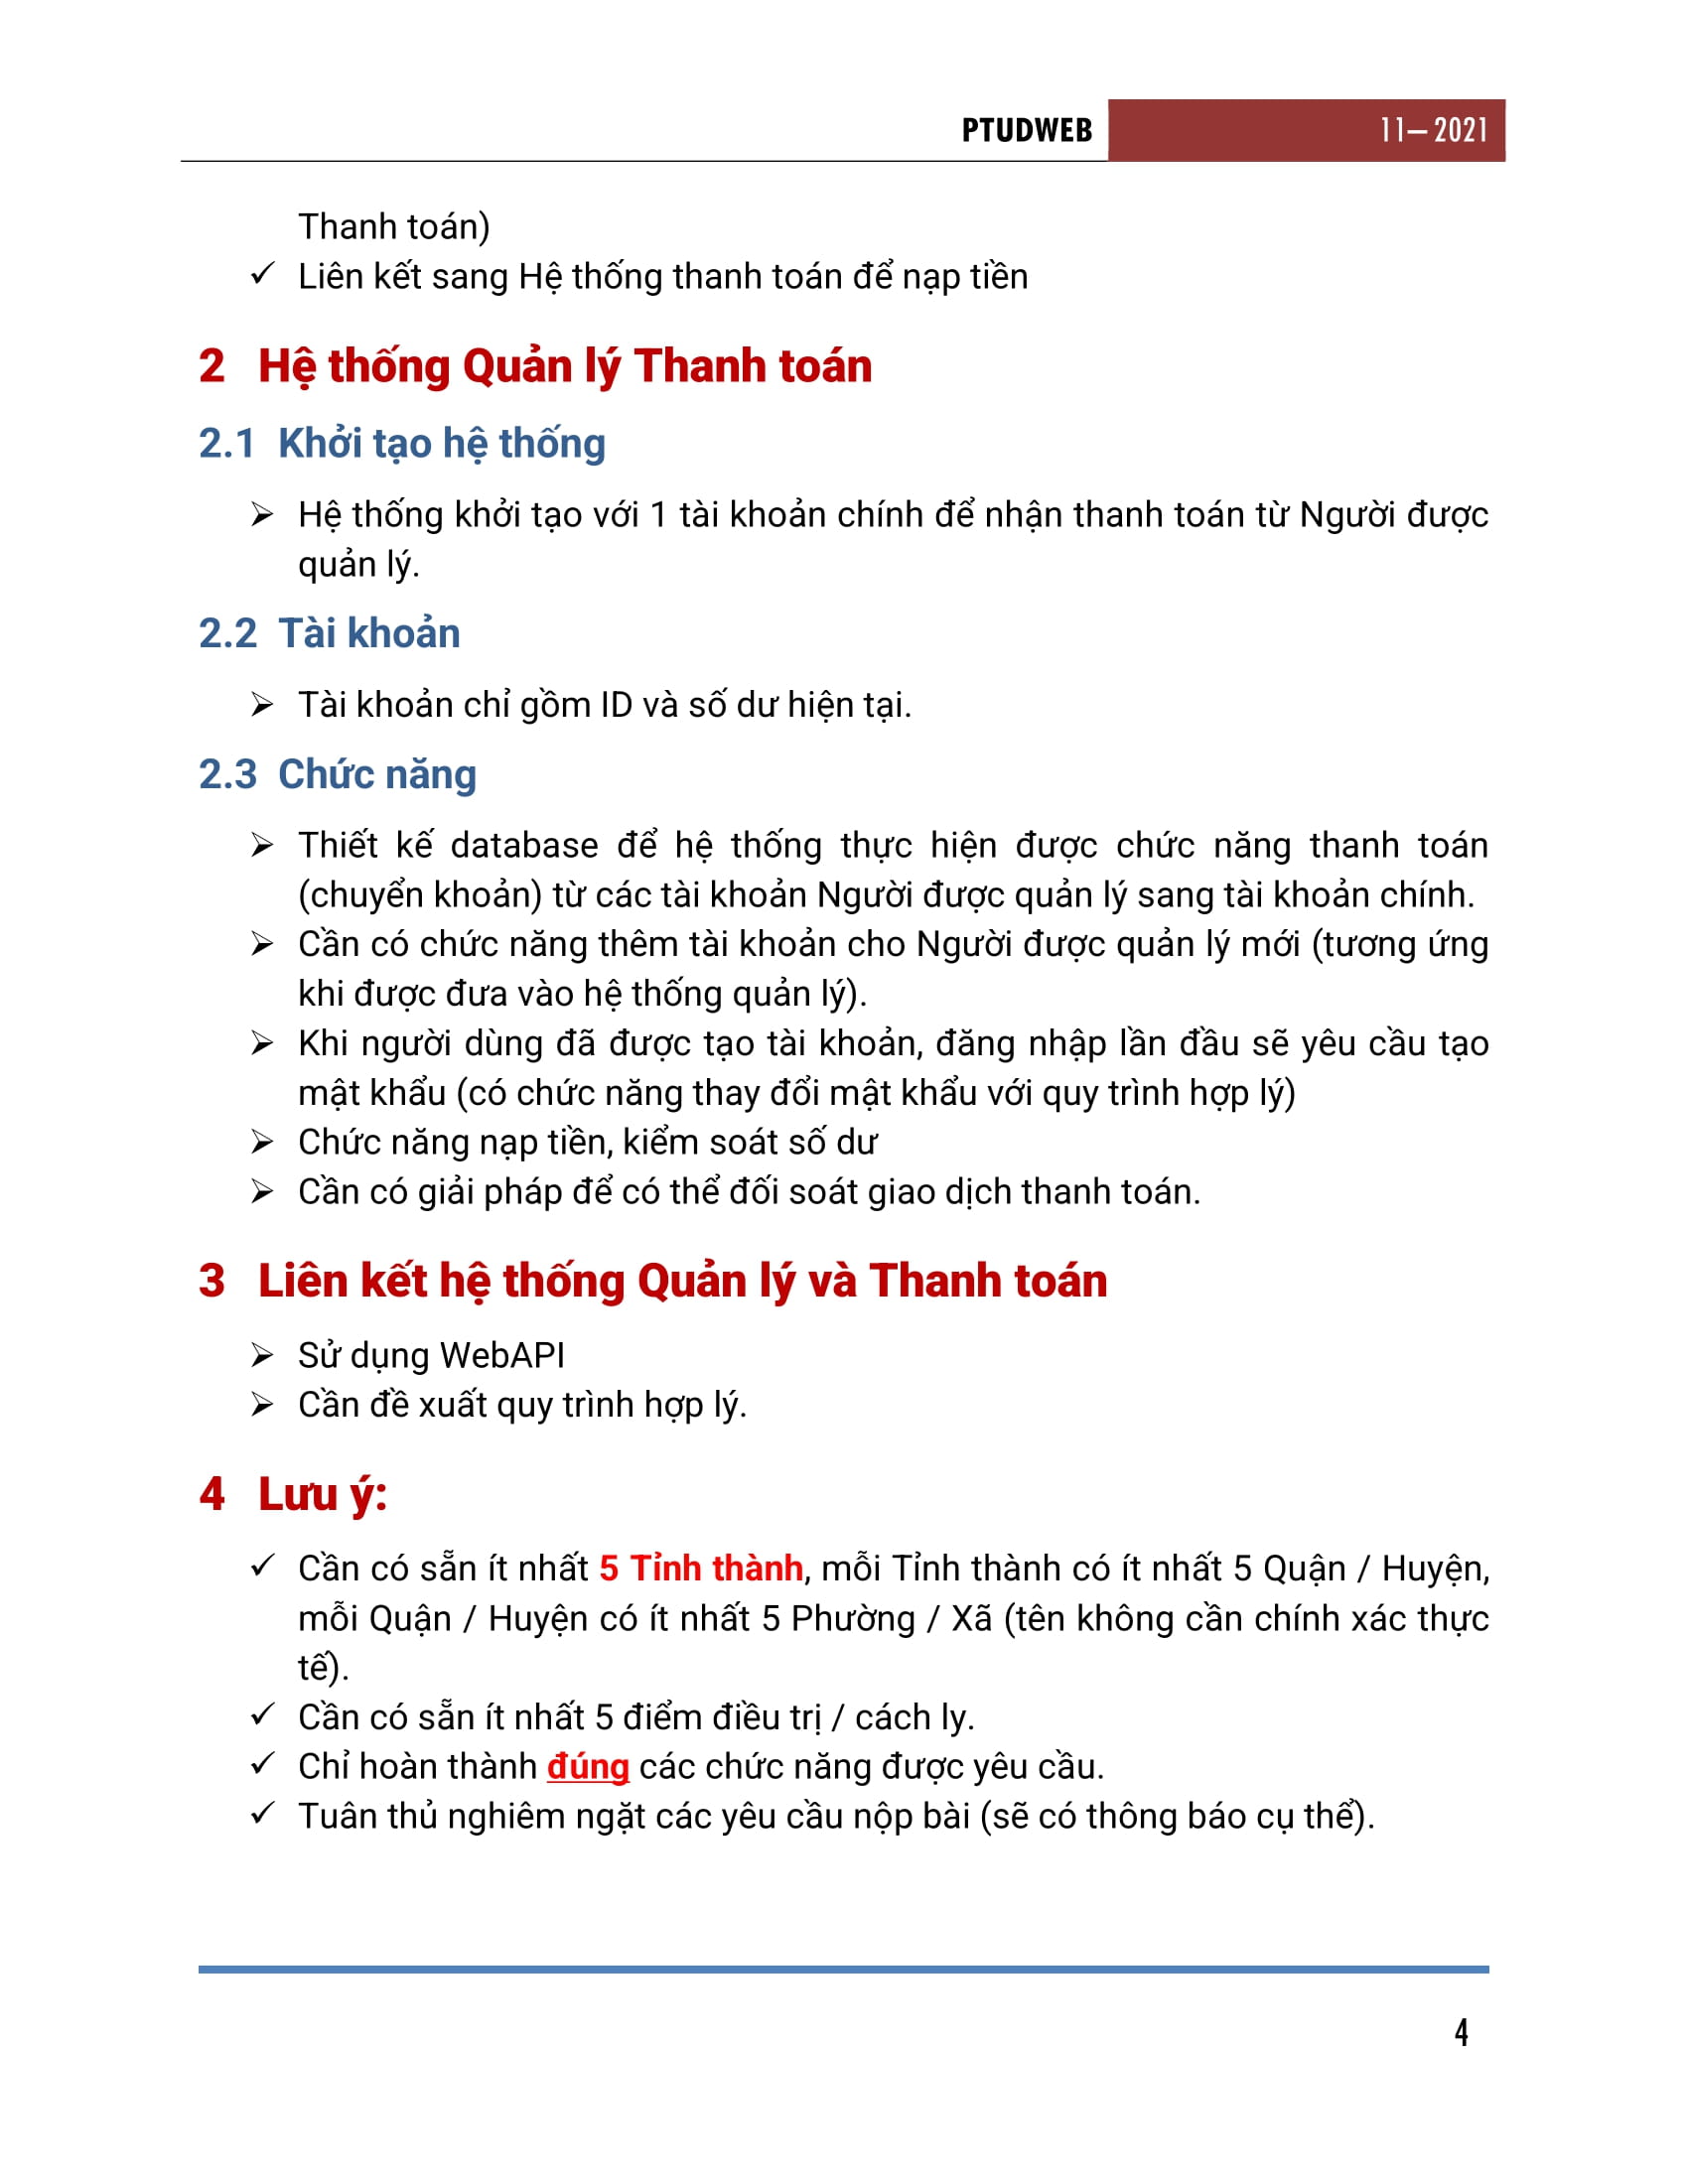 PTUDWEB 11– 2021
Thanh toán)
✓ Liên kết sang Hệ thống thanh toán để nạp tiền
2 Hệ thống Quản lý Thanh toán
2.1 Khởi tạo hệ thống
➢ Hệ thống khởi tạo với 1 tài khoản chính để nhận thanh toán từ Người được
quản lý.
2.2 Tài khoản
➢ Tài khoản chỉ gồm ID và số dư hiện tại.
2.3 Chức năng
➢ Thiết kế database để hệ thống thực hiện được chức năng thanh toán
(chuyển khoản) từ các tài khoản Người được quản lý sang tài khoản chính.
➢ Cần có chức năng thêm tài khoản cho Người được quản lý mới (tương ứng
khi được đưa vào hệ thống quản lý).
➢ Khi người dùng đã được tạo tài khoản, đăng nhập lần đầu sẽ yêu cầu tạo
mật khẩu (có chức năng thay đổi mật khẩu với quy trình hợp lý)
➢ Chức năng nạp tiền, kiểm soát số dư
➢ Cần có giải pháp để có thể đối soát giao dịch thanh toán.
3 Liên kết hệ thống Quản lý và Thanh toán
➢ Sử dụng WebAPI
➢ Cần đề xuất quy trình hợp lý.
4 Lưu ý:
✓ Cần có sẵn ít nhất 5 Tỉnh thành, mỗi Tỉnh thành có ít nhất 5 Quận / Huyện,
mỗi Quận / Huyện có ít nhất 5 Phường / Xã (tên không cần chính xác thực
tế).
✓ Cần có sẵn ít nhất 5 điểm điều trị / cách ly.
✓ Chỉ hoàn thành đúng các chức năng được yêu cầu.
✓ Tuân thủ nghiêm ngặt các yêu cầu nộp bài (sẽ có thông báo cụ thể).
4